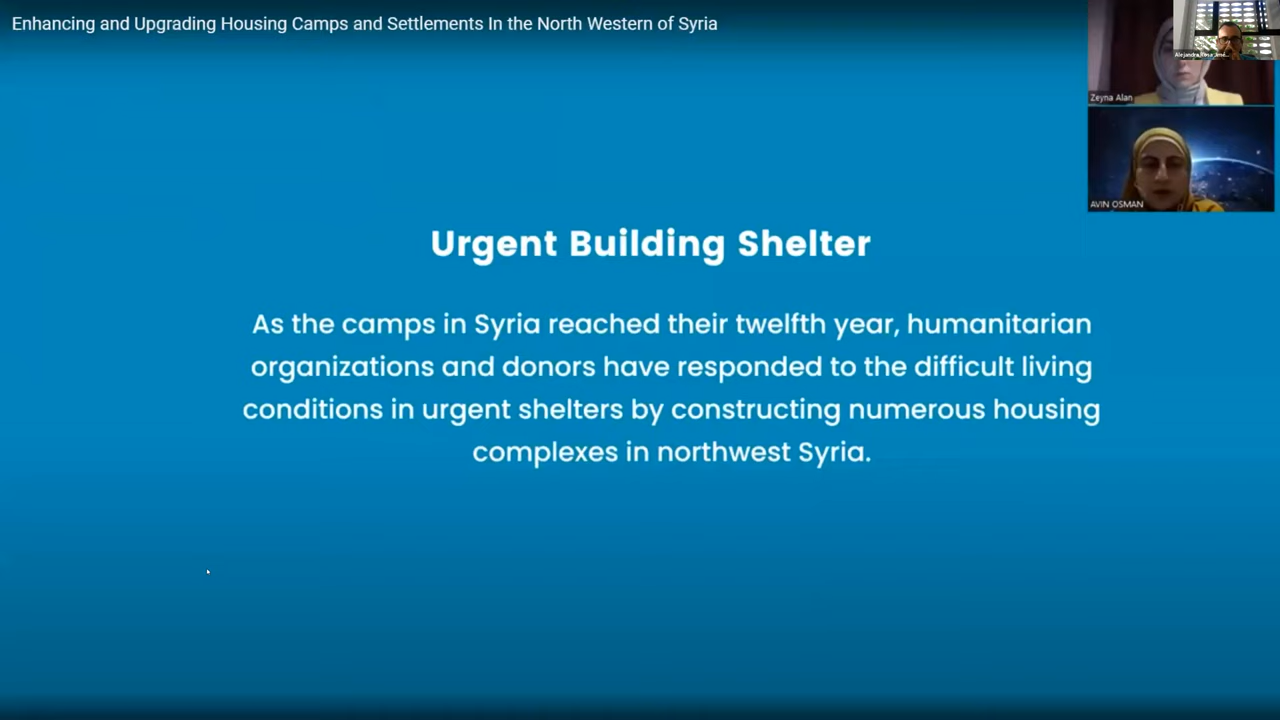 Enhancing and Upgrading Housing Camps and Settlements In the North Western of Syria
Zeyna Alan
AVIN OSMAN
Urgent Building Shelter
As the camps in Syria reached their twelfth year, humanitarian
organizations and donors have responded to the difficult living
conditions in urgent shelters by constructing numerous housing
complexes in northwest Syria.